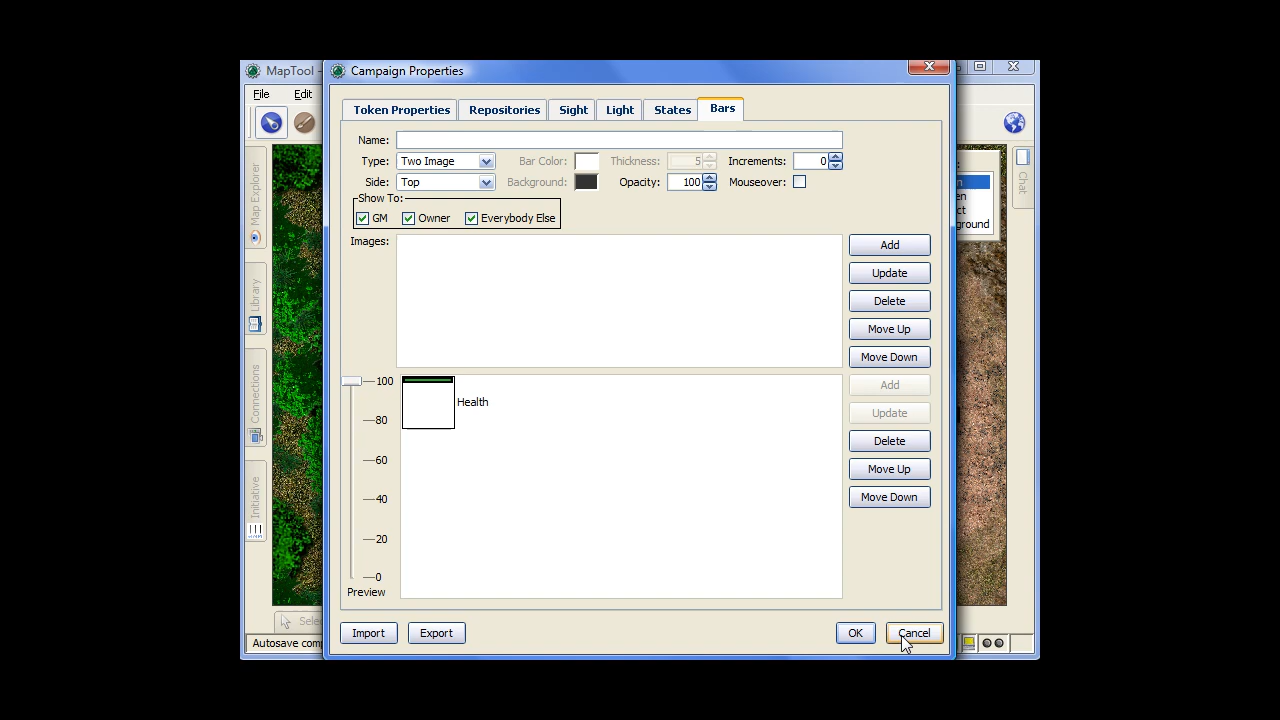 MapTool -
Campaign Properties
File Edit
Token Properties Repositories Sight Light States Bars
Name:
Type: Two Image Bar Color: Thickness: 5 Increments: 0
Side: Top Background: Opacity: 100 Mouseover:
Show To:
GM Owner Everybody Else
Images:
Add
Update
Delete
Move Up
Move Down
100
80
60
40
20
0
Preview
Health
Add
Update
Delete
Move Up
Move Down
Import Export OK Cancel
Map Explorer
Library
Connections
Initiative
Chat
Autosave